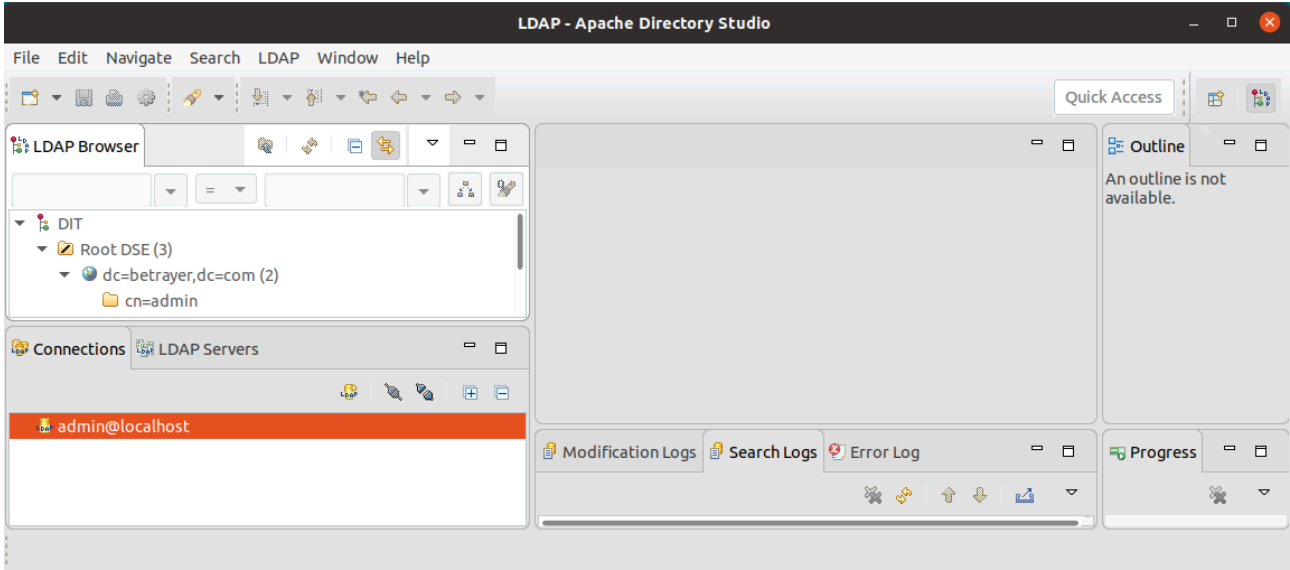 LDAP - Apache Directory Studio
File Edit Navigate Search LDAP Window Help
Quick Access
LDAP Browser
=
DIT
Root DSE (3)
dc=betrayer,dc=com (2)
cn=admin
Connections LDAP Servers
admin@localhost
Modification Logs Search Logs Error Log
Outline
An outline is not
available.
Progress